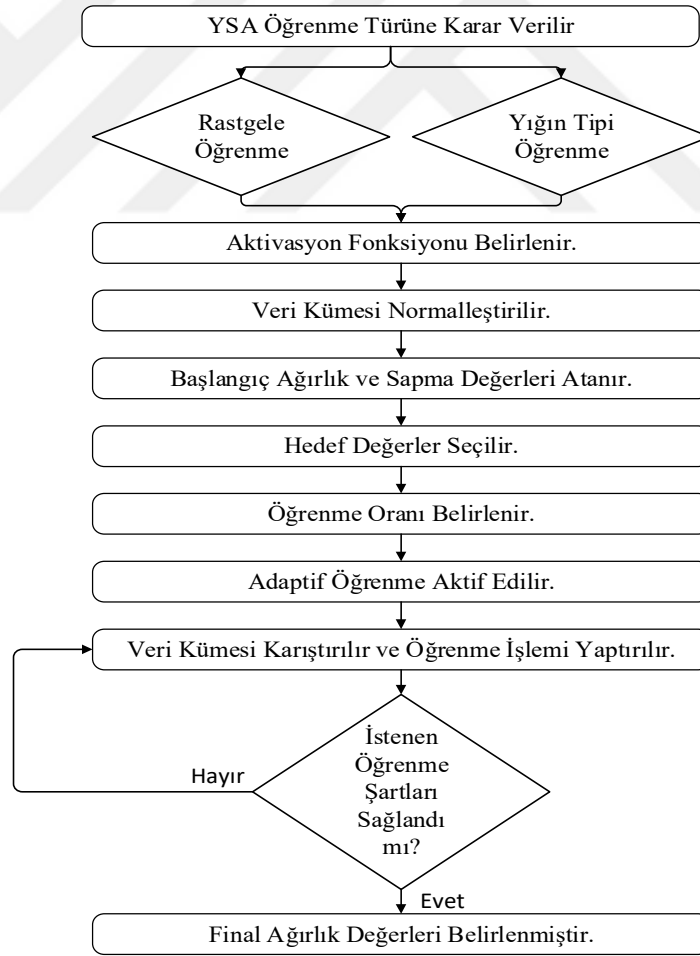 YSA Öğrenme Türüne Karar Verilir
Rastgele
Öğrenme
Yığın Tipi
Öğrenme
Aktivasyon Fonksiyonu Belirlenir.
Veri Kümesi Normalleştirilir.
Başlangıç Ağırlık ve Sapma Değerleri Atanır.
Hedef Değerler Seçilir.
Öğrenme Oranı Belirlenir.
Adaptif Öğrenme Aktif Edilir.
Veri Kümesi Karıştırılır ve Öğrenme İşlemi Yaptırılır.
İstenen
Öğrenme
Şartları
Sağlandı
mı?
Hayır
Evet
Final Ağırlık Değerleri Belirlenmiştir.